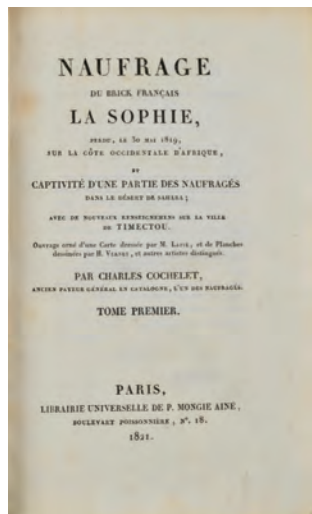 NAUFRAGE
DU BRICK FRANÇAIS
LA SOPHIE,
PERDU, LE 30 MAI 1819,
SUR LA CÔTE OCCIDENTALE D'AFRIQUE,
ET
CAPTIVITÉ D'UNE PARTIE DES NAUFRAGÉS
DANS LE DÉSERT DE SAHARA;
AVEC DE NOUVEAUX RENSEIGNEMENS SUR LA VILLE
DE TIMECTOU.
Ouvrage orné d'une Carte dressée par M. LAPIE, et de Planches
dessinées par H. VERNET, et autres artistes distingués.
PAR CHARLES COCHELET,
ANCIEN PAYEUR GÉNÉRAL EN CATALOGNE, L'UN DES NAUFRAGÉS.
TOME PREMIER.
PARIS,
LIBRAIRIE UNIVERSELLE DE P. MONGIE AINÉ,
BOULEVART POISSONNIÈRE, N°. 18.
1821.